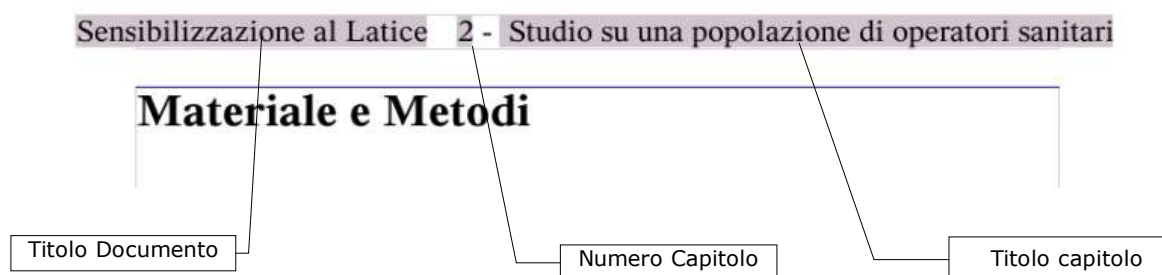 Sensibilizzazione al Latice 2 - Studio su una popolazione di operatori sanitari
Materiale e Metodi
Titolo Documento
Numero Capitolo
Titolo capitolo